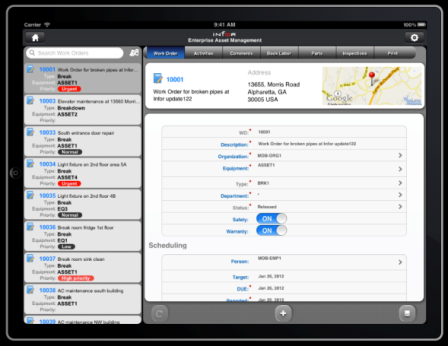 Carrier
9:41 AM
100%
infor
Enterprise Asset Management
Search Work Orders
Work Order
Activities
Comments
Book Labor
Parts
Inspections
Print
10001 Work Order for broken pipes at Infor...
Type: Break
Equipment: ASSET1
Priority: Urgent
10003 Elevator maintenance at 13560 Morri...
Type: Breakdown
Equipment: ASSET2
Priority:
10033 South entrance door repair
Type: Break
Equipment: ASSET1
Priority: Normal
10034 Light fixture on 2nd floor area 5A
Type: Break
Equipment: ASSET4
Priority: Urgent
10035 Light fixture on 2nd floor 4B
Type: Break
Equipment: EQ3
Priority: Normal
10036 Break room fridge 1st floor
Type: Break
Equipment: EQ1
Priority: Low
10037 Break room sink clean
Type: Break
Equipment: ASSET1
Priority: High priority
10038 AC maintenance south building
Type: Break
Equipment: ASSET1
Priority:
10039 AC maintenance NW building
10001
Work Order for broken pipes at
Infor update122
Address
13655, Morris Road
Alpharetta, GA
30005 USA
Google
WO:* 10001
Description:* Work Order for broken pipes at Infor update122
Organization:* MOB-ORG1
Equipment:* ASSET1
Type:* BRK1
Department:* *
Status:* Released
Safety: ON
Warranty: ON
Scheduling
Person: MOB-EMP1
Target: Jan 20, 2012
DUE:* Jan 20, 2012
Reported:* Jan 20, 2012